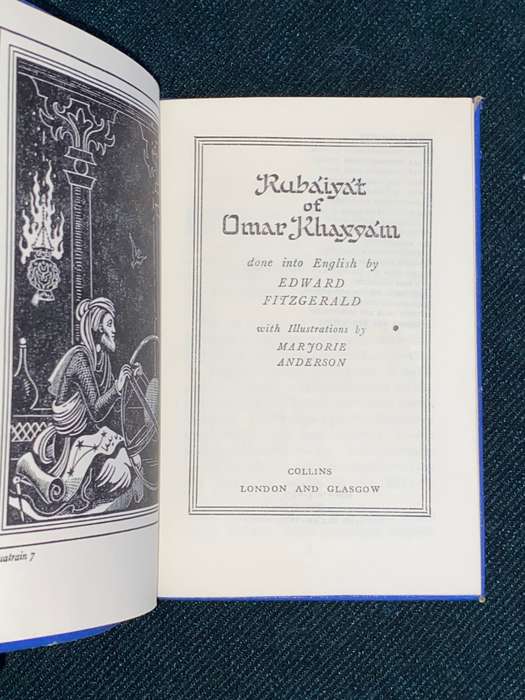 Rubáiyát
of
Omar Khayyám
done into English by
EDWARD
FITZGERALD
with Illustrations by
MARJORIE
ANDERSON
COLLINS
LONDON AND GLASGOW
7